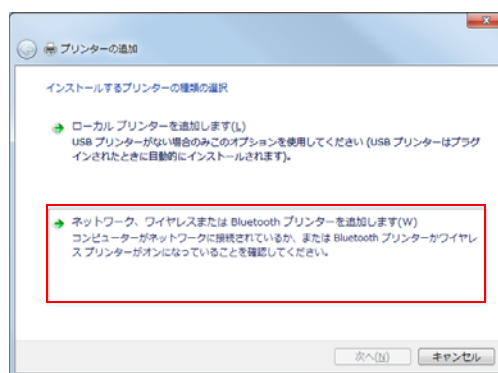 プリンターの追加
インストールするプリンターの種類の選択
ローカル プリンターを追加します(L)
USB プリンターがない場合のみこのオプションを使用してください (USB プリンターはプラグ
インされたときに自動的にインストールされます)。
ネットワーク、ワイヤレスまたは Bluetooth プリンターを追加します(W)
コンピューターがネットワークに接続されているか、または Bluetooth プリンターかワイヤレ
ス プリンターがオンになっていることを確認してください。
次へ(N) キャンセル